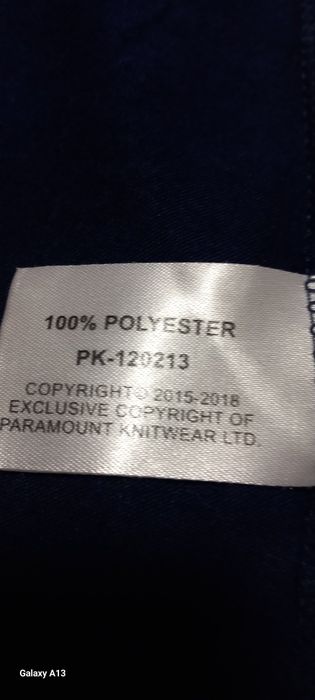 100% POLYESTER
PK-120213
COPYRIGHT© 2015-2018
EXCLUSIVE COPYRIGHT OF
PARAMOUNT KNITWEAR LTD.
Galaxy A13